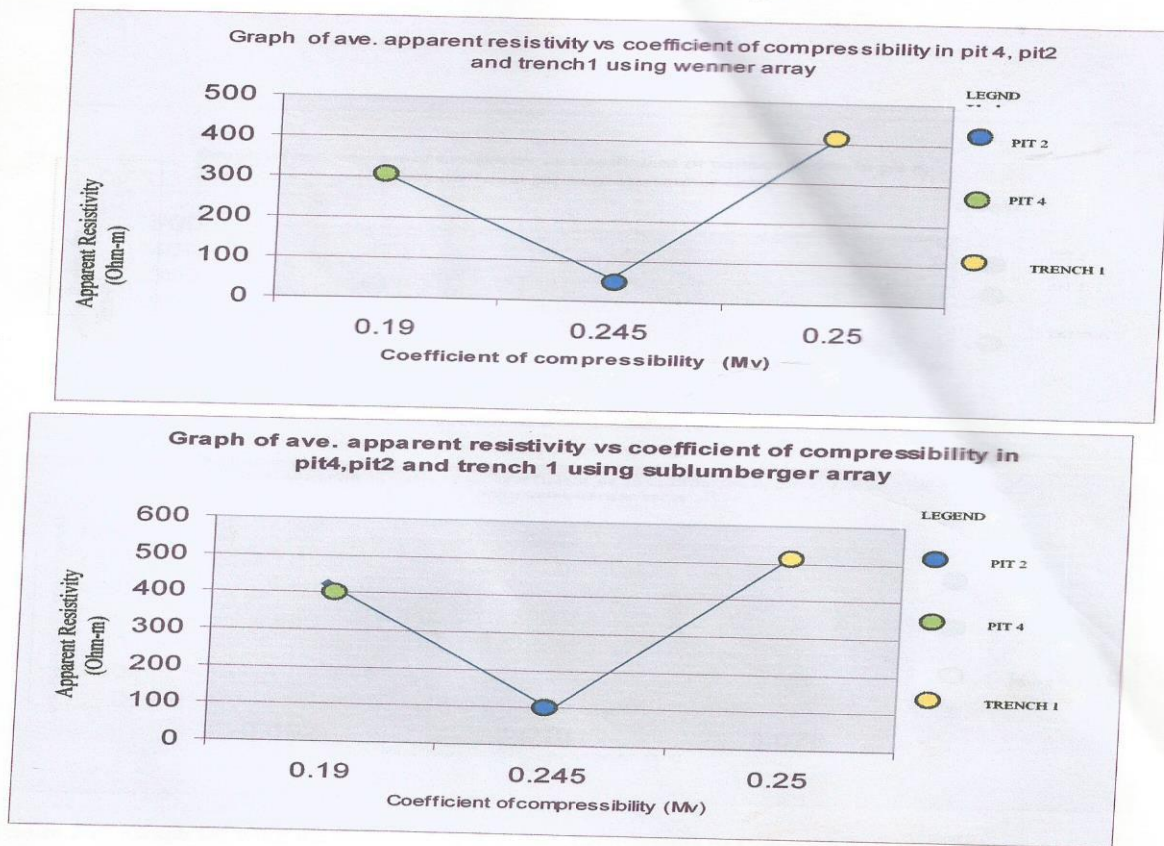 Graph of ave. apparent resistivity vs coefficient of compressibility in pit 4, pit2
and trench1 using wenner array
500
400
300
200
100
0
Apparent Resistivity
(Ohm-m)
0.19
0.245
0.25
Coefficient of compressibility (Mv)
LEGND
PIT 2
PIT 4
TRENCH 1
Graph of ave. apparent resistivity vs coefficient of compressibility in
pit4,pit2 and trench 1 using sublumberger array
600
500
400
300
200
100
0
Apparent Resistivity
(Ohm-m)
0.19
0.245
0.25
Coefficient ofcompressibility (Mv)
LEGEND
PIT 2
PIT 4
TRENCH 1